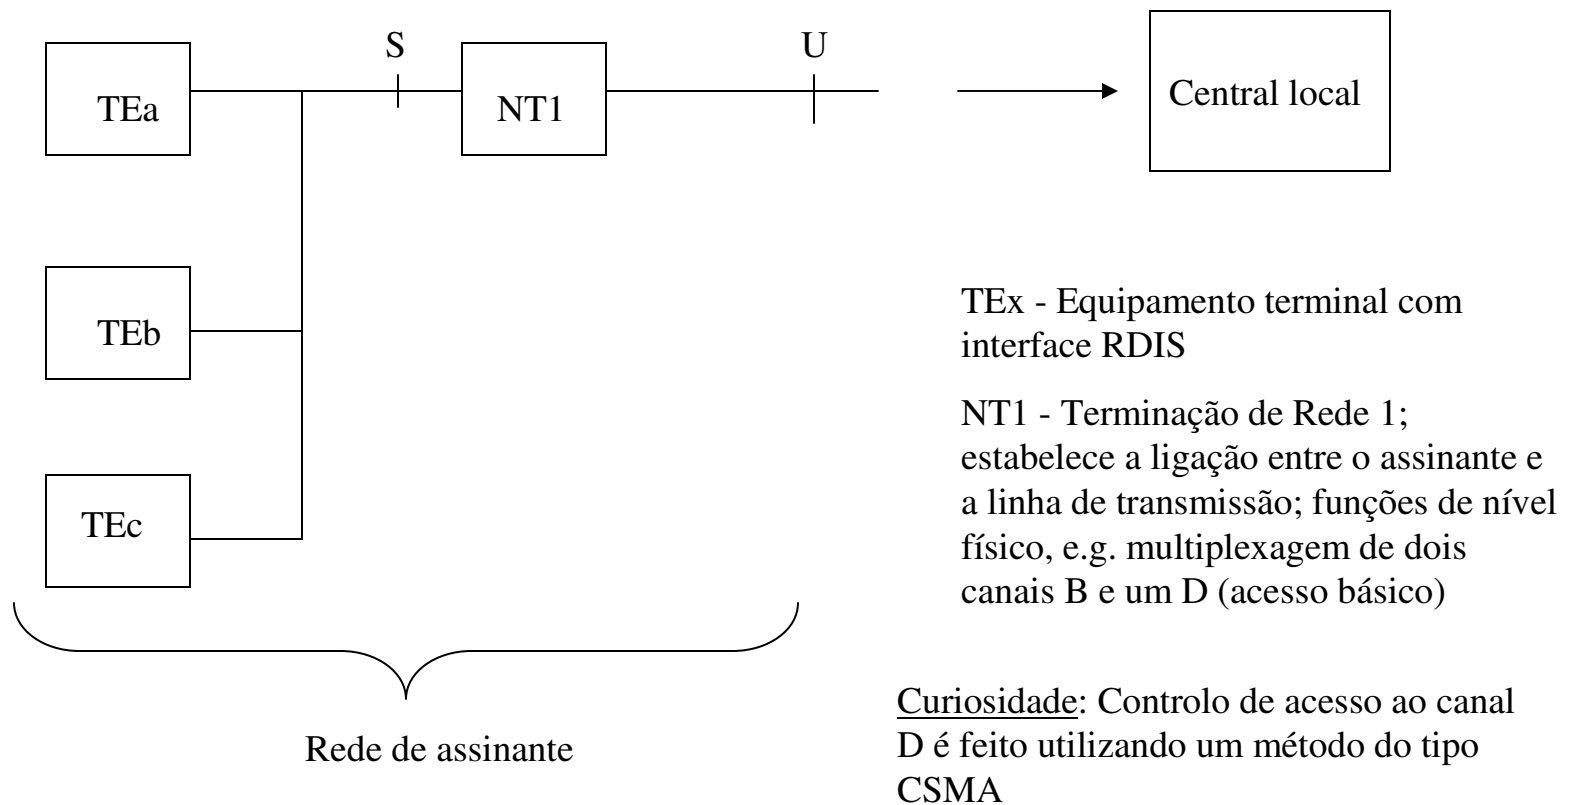 S
U
TEa
NT1
Central local
TEb
TEc
TEx - Equipamento terminal com
interface RDIS
NT1 - Terminação de Rede 1;
estabelece a ligação entre o assinante e
a linha de transmissão; funções de nível
físico, e.g. multiplexagem de dois
canais B e um D (acesso básico)
Rede de assinante
Curiosidade: Controlo de acesso ao canal
D é feito utilizando um método do tipo
CSMA